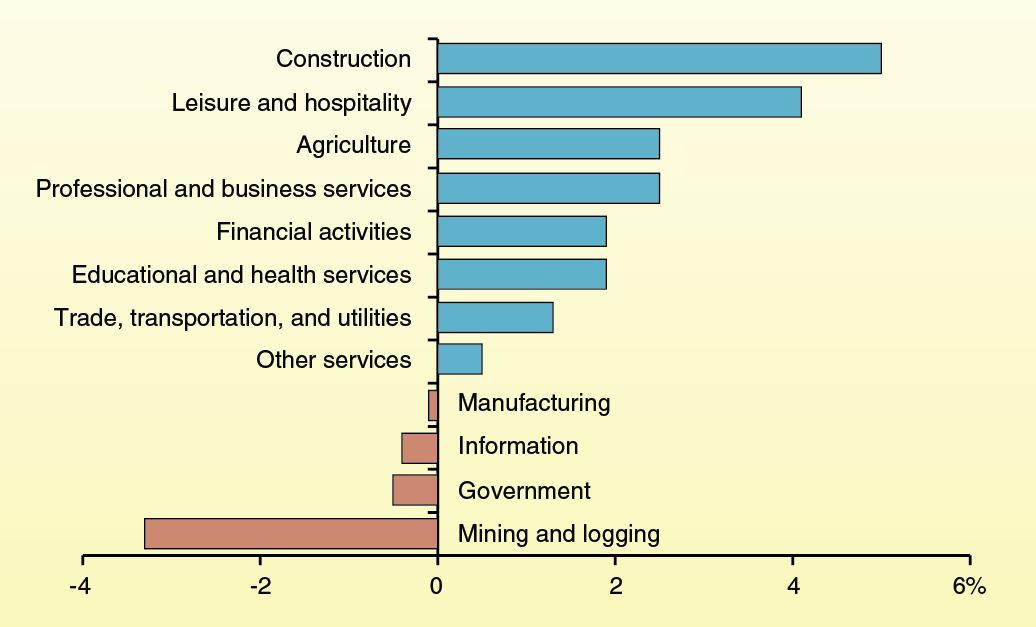 Construction
Leisure and hospitality
Agriculture
Professional and business services
Financial activities
Educational and health services
Trade, transportation, and utilities
Other services
Manufacturing
Information
Government
Mining and logging
-4 -2 0 2 4 6%